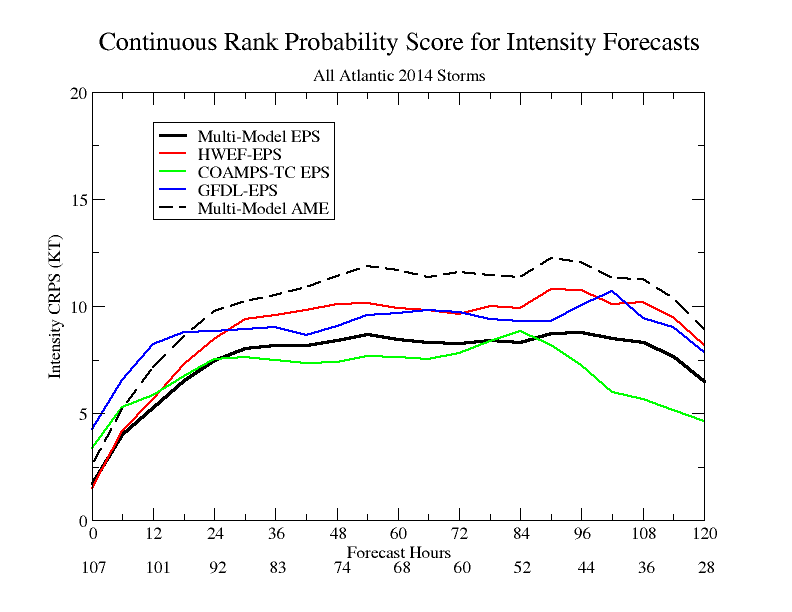 Continuous Rank Probability Score for Intensity Forecasts
All Atlantic 2014 Storms
20
15
10
5
0
Intensity CRPS (KT)
Multi-Model EPS
HWEF-EPS
COAMPS-TC EPS
GFDL-EPS
Multi-Model AME
0 12 24 36 48 60 72 84 96 108 120
Forecast Hours
107 101 92 83 74 68 60 52 44 36 28